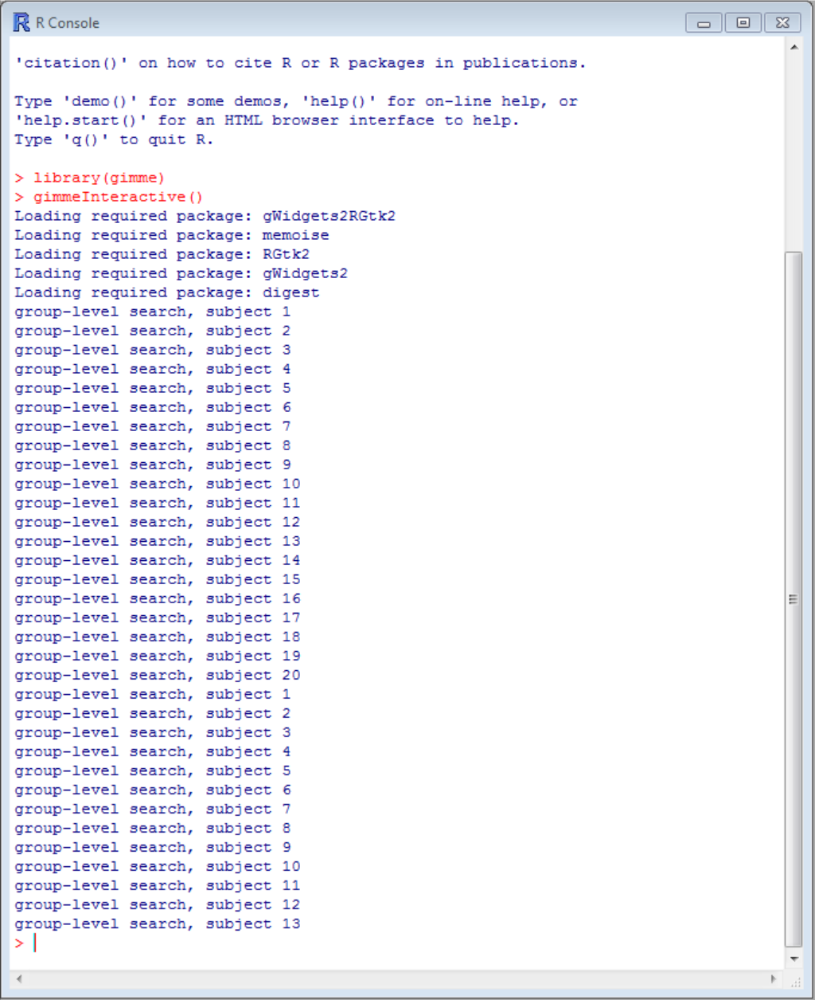 R Console
'citation()' on how to cite R or R packages in publications.
Type 'demo()' for some demos, 'help()' for on-line help, or
'help.start()' for an HTML browser interface to help.
Type 'q()' to quit R.
> library(gimme)
> gimmeInteractive()
Loading required package: gWidgets2RGtk2
Loading required package: memoise
Loading required package: RGtk2
Loading required package: gWidgets2
Loading required package: digest
group-level search, subject 1
group-level search, subject 2
group-level search, subject 3
group-level search, subject 4
group-level search, subject 5
group-level search, subject 6
group-level search, subject 7
group-level search, subject 8
group-level search, subject 9
group-level search, subject 10
group-level search, subject 11
group-level search, subject 12
group-level search, subject 13
group-level search, subject 14
group-level search, subject 15
group-level search, subject 16
group-level search, subject 17
group-level search, subject 18
group-level search, subject 19
group-level search, subject 20
group-level search, subject 1
group-level search, subject 2
group-level search, subject 3
group-level search, subject 4
group-level search, subject 5
group-level search, subject 6
group-level search, subject 7
group-level search, subject 8
group-level search, subject 9
group-level search, subject 10
group-level search, subject 11
group-level search, subject 12
group-level search, subject 13
>